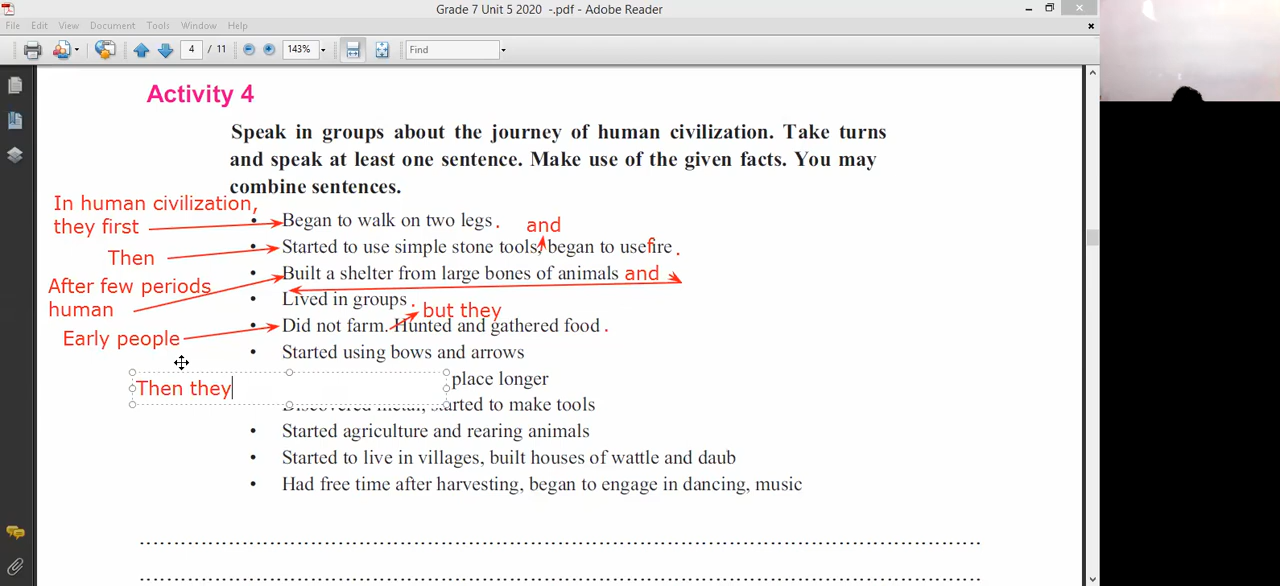 Grade 7 Unit 5 2020 -.pdf - Adobe Reader
File Edit View Document Tools Window Help
4 / 11 143% Find
Activity 4
Speak in groups about the journey of human civilization. Take turns
and speak at least one sentence. Make use of the given facts. You may
combine sentences.
In human civilization,
they first
• Began to walk on two legs .
and
Then
• Started to use simple stone tools, began to use fire .
After few periods
human
• Built a shelter from large bones of animals and
• Lived in groups .
but they
Early people
• Did not farm. Hunted and gathered food .
• Started using bows and arrows
Then they
place longer
• Discovered metal, started to make tools
• Started agriculture and rearing animals
• Started to live in villages, built houses of wattle and daub
• Had free time after harvesting, began to engage in dancing, music